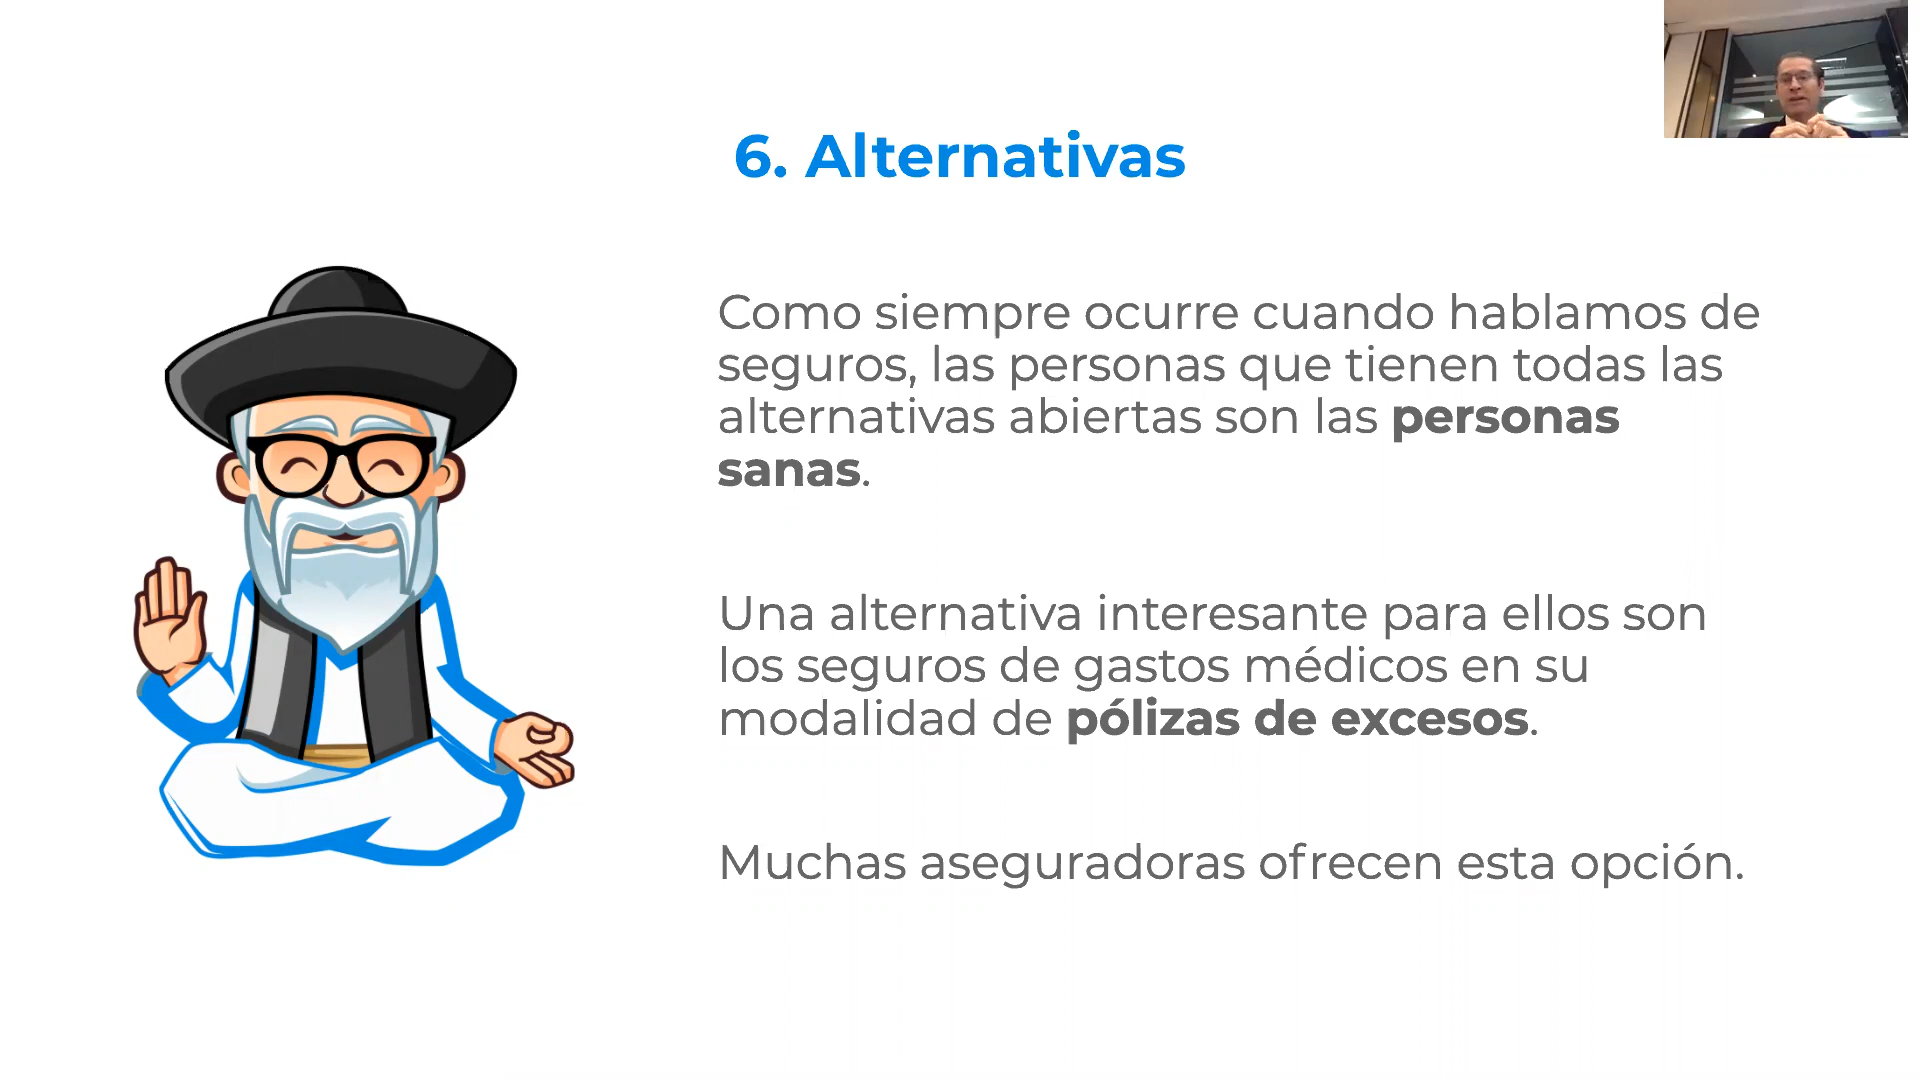 6. Alternativas
Como siempre ocurre cuando hablamos de
seguros, las personas que tienen todas las
alternativas abiertas son las personas
sanas.
Una alternativa interesante para ellos son
los seguros de gastos médicos en su
modalidad de pólizas de excesos.
Muchas aseguradoras ofrecen esta opción.